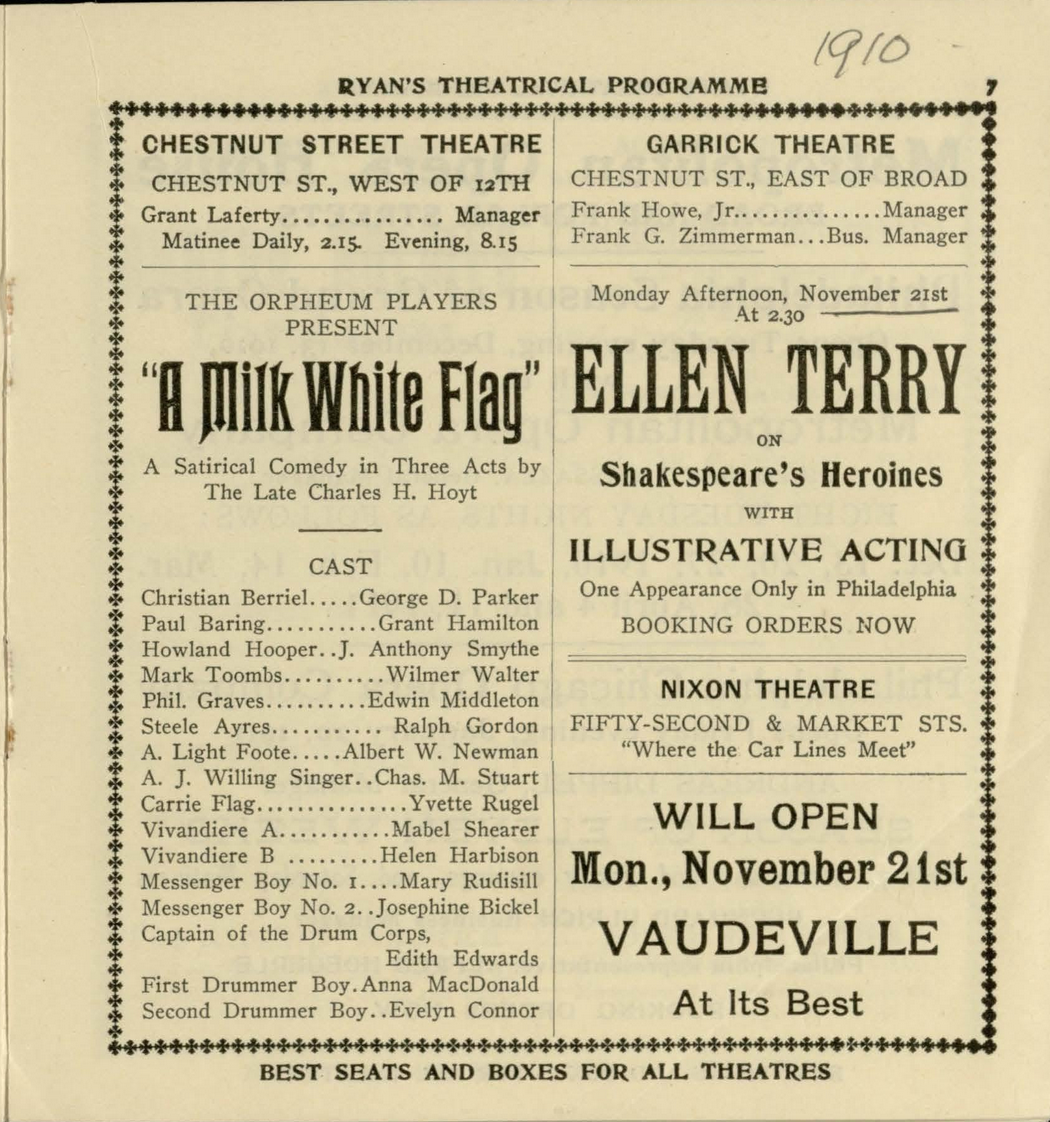 1910
RYAN'S THEATRICAL PROGRAMME 7
CHESTNUT STREET THEATRE
CHESTNUT ST., WEST OF 12TH
Grant Laferty................ Manager
Matinee Daily, 2.15. Evening, 8.15
THE ORPHEUM PLAYERS
PRESENT
"A Milk White Flag"
A Satirical Comedy in Three Acts by
The Late Charles H. Hoyt
CAST
Christian Berriel.....George D. Parker
Paul Baring...........Grant Hamilton
Howland Hooper..J. Anthony Smythe
Mark Toombs..........Wilmer Walter
Phil. Graves..........Edwin Middleton
Steele Ayres........... Ralph Gordon
A. Light Foote.....Albert W. Newman
A. J. Willing Singer..Chas. M. Stuart
Carrie Flag...............Yvette Rugel
Vivandiere A...........Mabel Shearer
Vivandiere B .........Helen Harbison
Messenger Boy No. 1....Mary Rudisill
Messenger Boy No. 2..Josephine Bickel
Captain of the Drum Corps,
Edith Edwards
First Drummer Boy.Anna MacDonald
Second Drummer Boy..Evelyn Connor
GARRICK THEATRE
CHESTNUT ST., EAST OF BROAD
Frank Howe, Jr...............Manager
Frank G. Zimmerman...Bus. Manager
Monday Afternoon, November 21st
At 2.30
ELLEN TERRY
ON
Shakespeare's Heroines
WITH
ILLUSTRATIVE ACTING
One Appearance Only in Philadelphia
BOOKING ORDERS NOW
NIXON THEATRE
FIFTY-SECOND & MARKET STS.
"Where the Car Lines Meet"
WILL OPEN
Mon., November 21st
VAUDEVILLE
At Its Best
BEST SEATS AND BOXES FOR ALL THEATRES